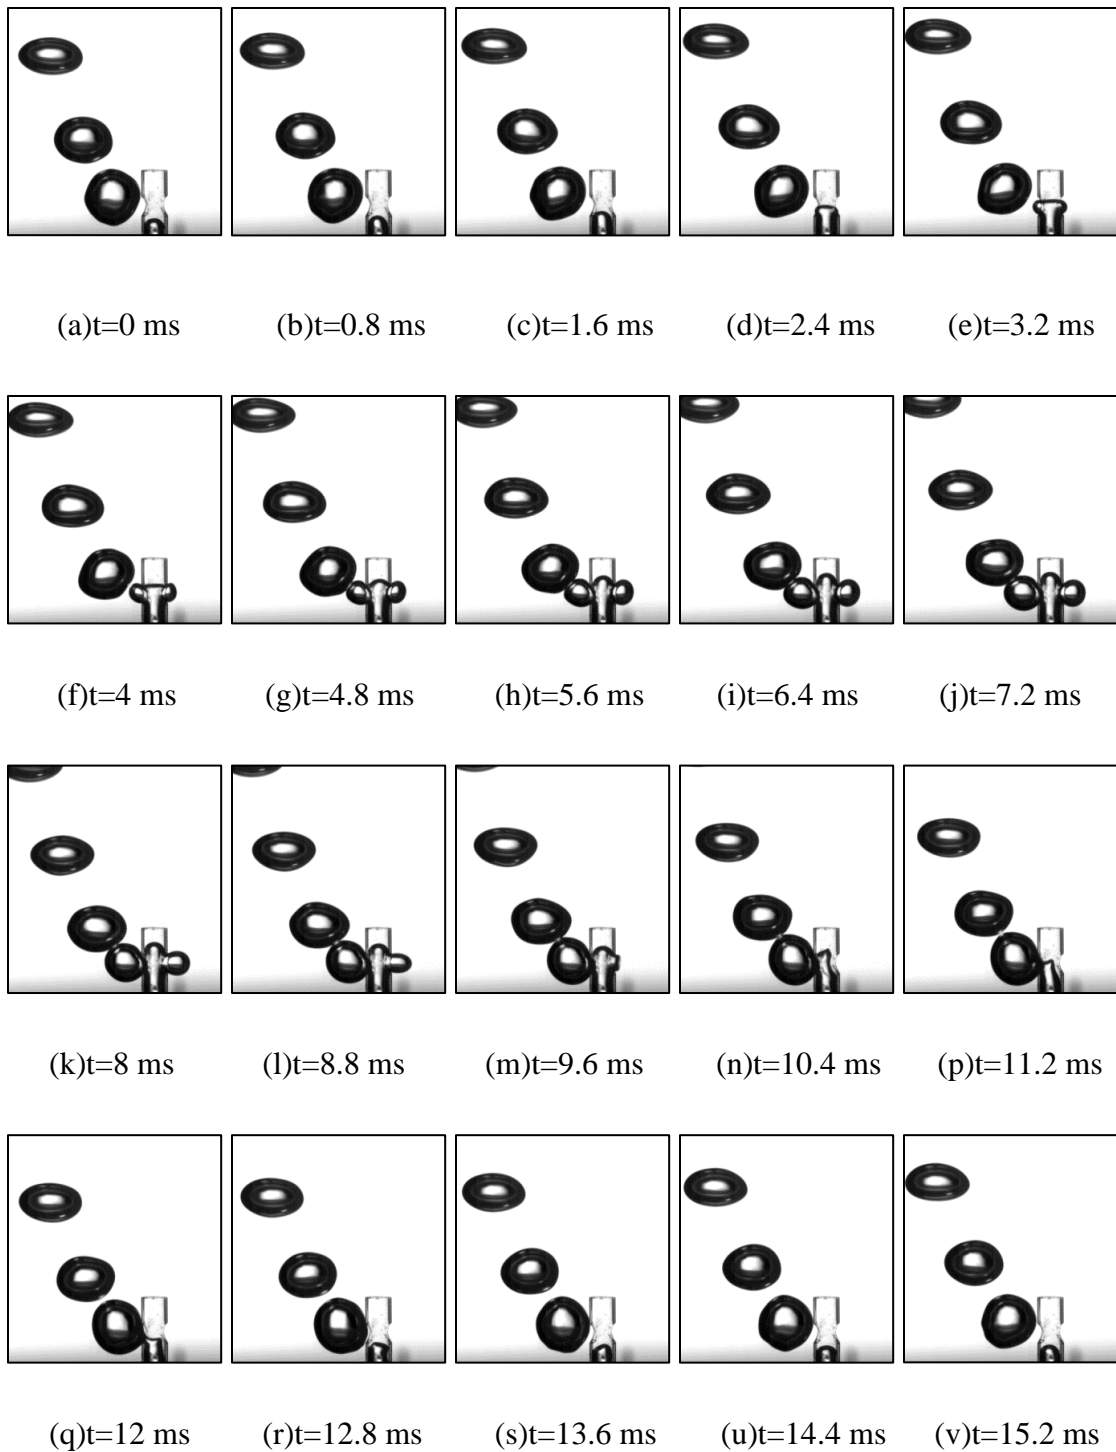 (a)t=0 ms (b)t=0.8 ms (c)t=1.6 ms (d)t=2.4 ms (e)t=3.2 ms
(f)t=4 ms (g)t=4.8 ms (h)t=5.6 ms (i)t=6.4 ms (j)t=7.2 ms
(k)t=8 ms (l)t=8.8 ms (m)t=9.6 ms (n)t=10.4 ms (p)t=11.2 ms
(q)t=12 ms (r)t=12.8 ms (s)t=13.6 ms (u)t=14.4 ms (v)t=15.2 ms